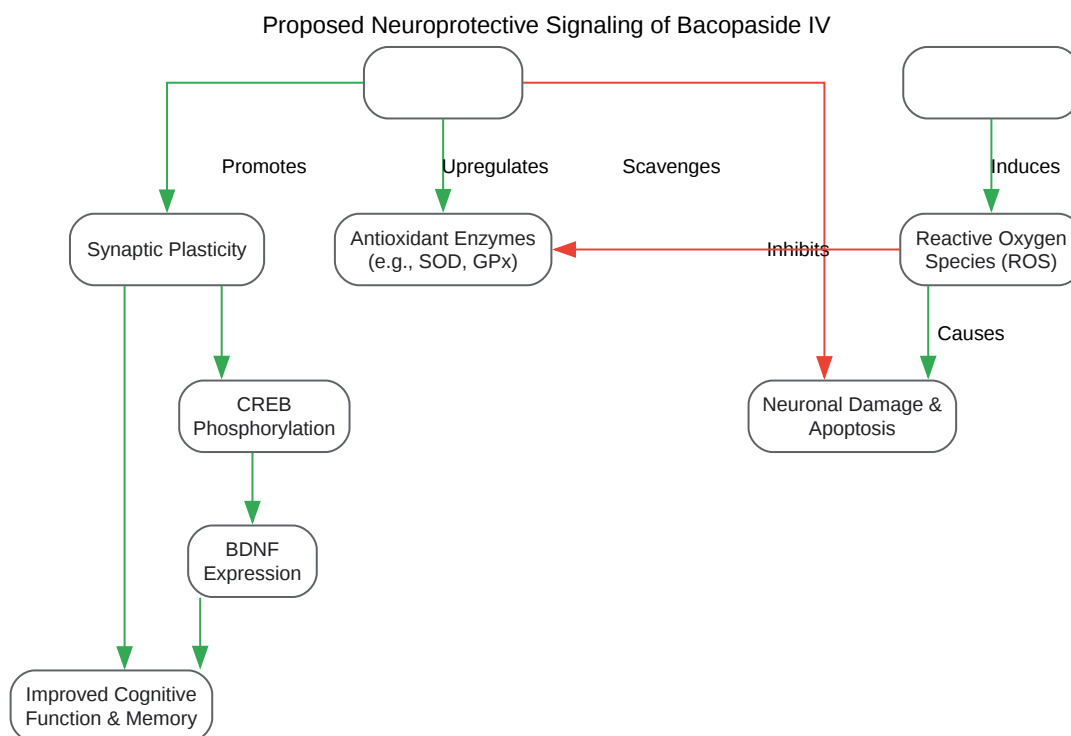 Proposed Neuroprotective Signaling of Bacopaside IV
Promotes
Upregulates
Scavenges
Induces
Synaptic Plasticity
Antioxidant Enzymes
(e.g., SOD, GPx)
Inhibits
Reactive Oxygen
Species (ROS)
Causes
CREB
Phosphorylation
Neuronal Damage &
Apoptosis
BDNF
Expression
Improved Cognitive
Function & Memory